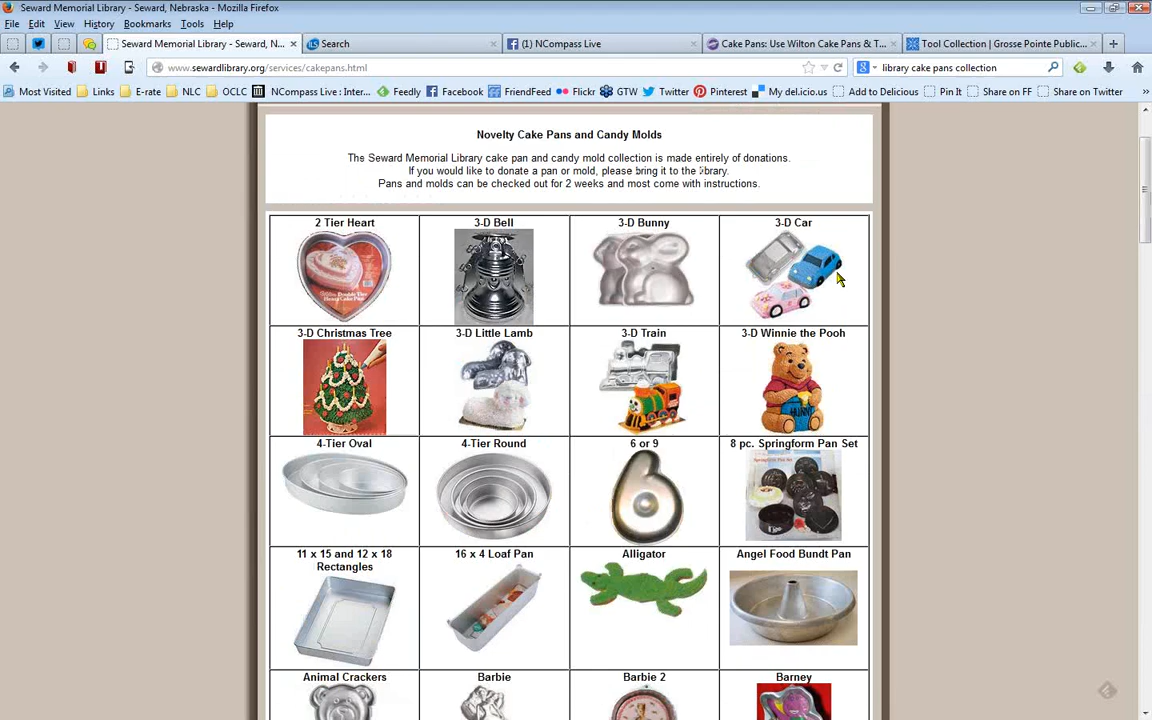 Seward Memorial Library - Seward, Nebraska - Mozilla Firefox
File Edit View History Bookmarks Tools Help
Seward Memorial Library - Seward, N... × Search × (1) NCompass Live × Cake Pans: Use Wilton Cake Pans & T... × Tool Collection | Grosse Pointe Public... × +
www.sewardlibrary.org/services/cakepans.html library cake pans collection
Most Visited Links E-rate NLC OCLC NCompass Live: Inter... Feedly Facebook FriendFeed Flickr GTW Twitter Pinterest My del.icio.us Add to Delicious Pin It Share on FF Share on Twitter »
Novelty Cake Pans and Candy Molds
The Seward Memorial Library cake pan and candy mold collection is made entirely of donations.
If you would like to donate a pan or mold, please bring it to the library.
Pans and molds can be checked out for 2 weeks and most come with instructions.
2 Tier Heart 3-D Bell 3-D Bunny 3-D Car
3-D Christmas Tree 3-D Little Lamb 3-D Train 3-D Winnie the Pooh
HUNNY
4-Tier Oval 4-Tier Round 6 or 9 8 pc. Springform Pan Set
11 x 15 and 12 x 18
Rectangles
16 x 4 Loaf Pan Alligator Angel Food Bundt Pan
Animal Crackers Barbie Barbie 2 Barney